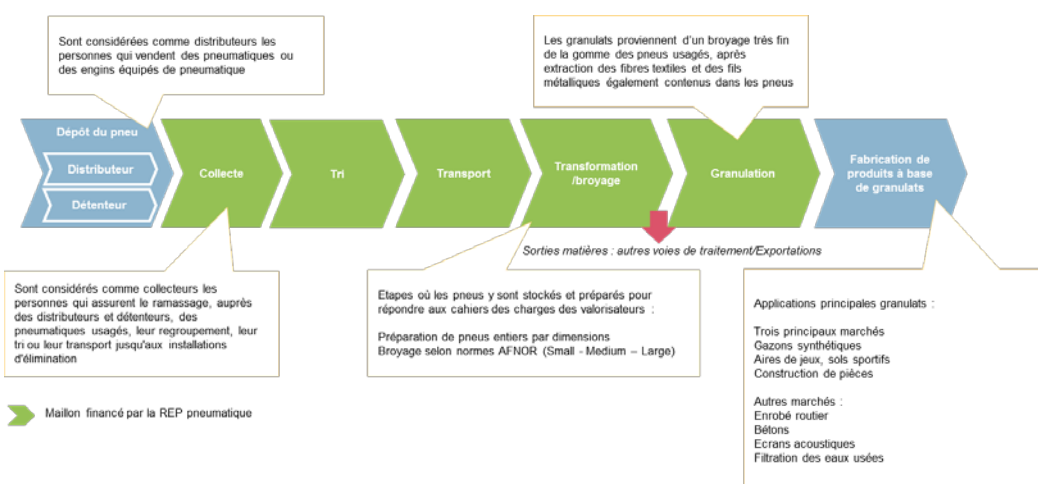 Sont considérées comme distributeurs les
personnes qui vendent des pneumatiques ou
des engins équipés de pneumatique
Les granulats proviennent d'un broyage très fin
de la gomme des pneus usagés, après
extraction des fibres textiles et des fils
métalliques également contenus dans les pneus
Dépôt du pneu
Distributeur
Détenteur
Collecte
Tri
Transport
Transformation
/broyage
Granulation
Fabrication de
produits à base
de granulats
Sorties matières : autres voies de traitement/Exportations
Sont considérés comme collecteurs les
personnes qui assurent le ramassage, auprès
des distributeurs et détenteurs, des
pneumatiques usagés, leur regroupement, leur
tri ou leur transport jusqu'aux installations
d'élimination
Etapes où les pneus y sont stockés et préparés pour
répondre aux cahiers des charges des valorisateurs :
Préparation de pneus entiers par dimensions
Broyage selon normes AFNOR (Small - Medium – Large)
Applications principales granulats :
Trois principaux marchés
Gazons synthétiques
Aires de jeux, sols sportifs
Construction de pièces
Autres marchés :
Enrobé routier
Bétons
Ecrans acoustiques
Filtration des eaux usées
Maillon financé par la REP pneumatique